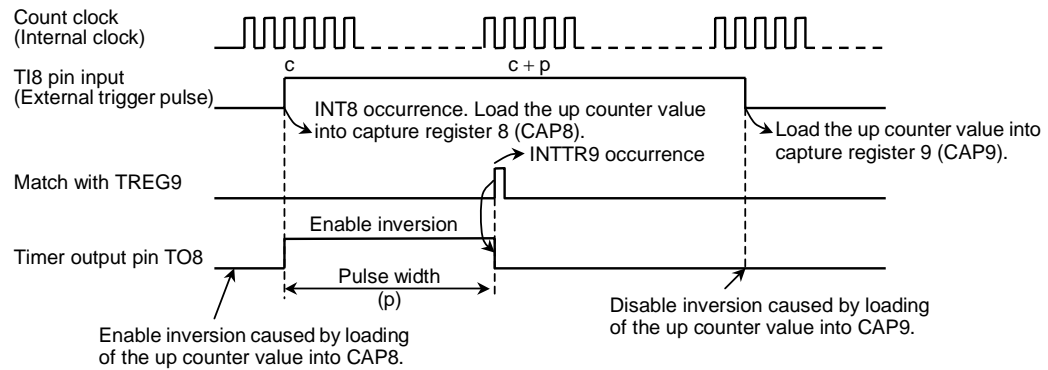 Count clock
(Internal clock)
c
c + p
TI8 pin input
(External trigger pulse)
INT8 occurrence. Load the up counter value
into capture register 8 (CAP8).
Load the up counter value into
capture register 9 (CAP9).
INTTR9 occurrence
Match with TREG9
Enable inversion
Timer output pin TO8
Pulse width
(p)
Enable inversion caused by loading
of the up counter value into CAP8.
Disable inversion caused by loading
of the up counter value into CAP9.